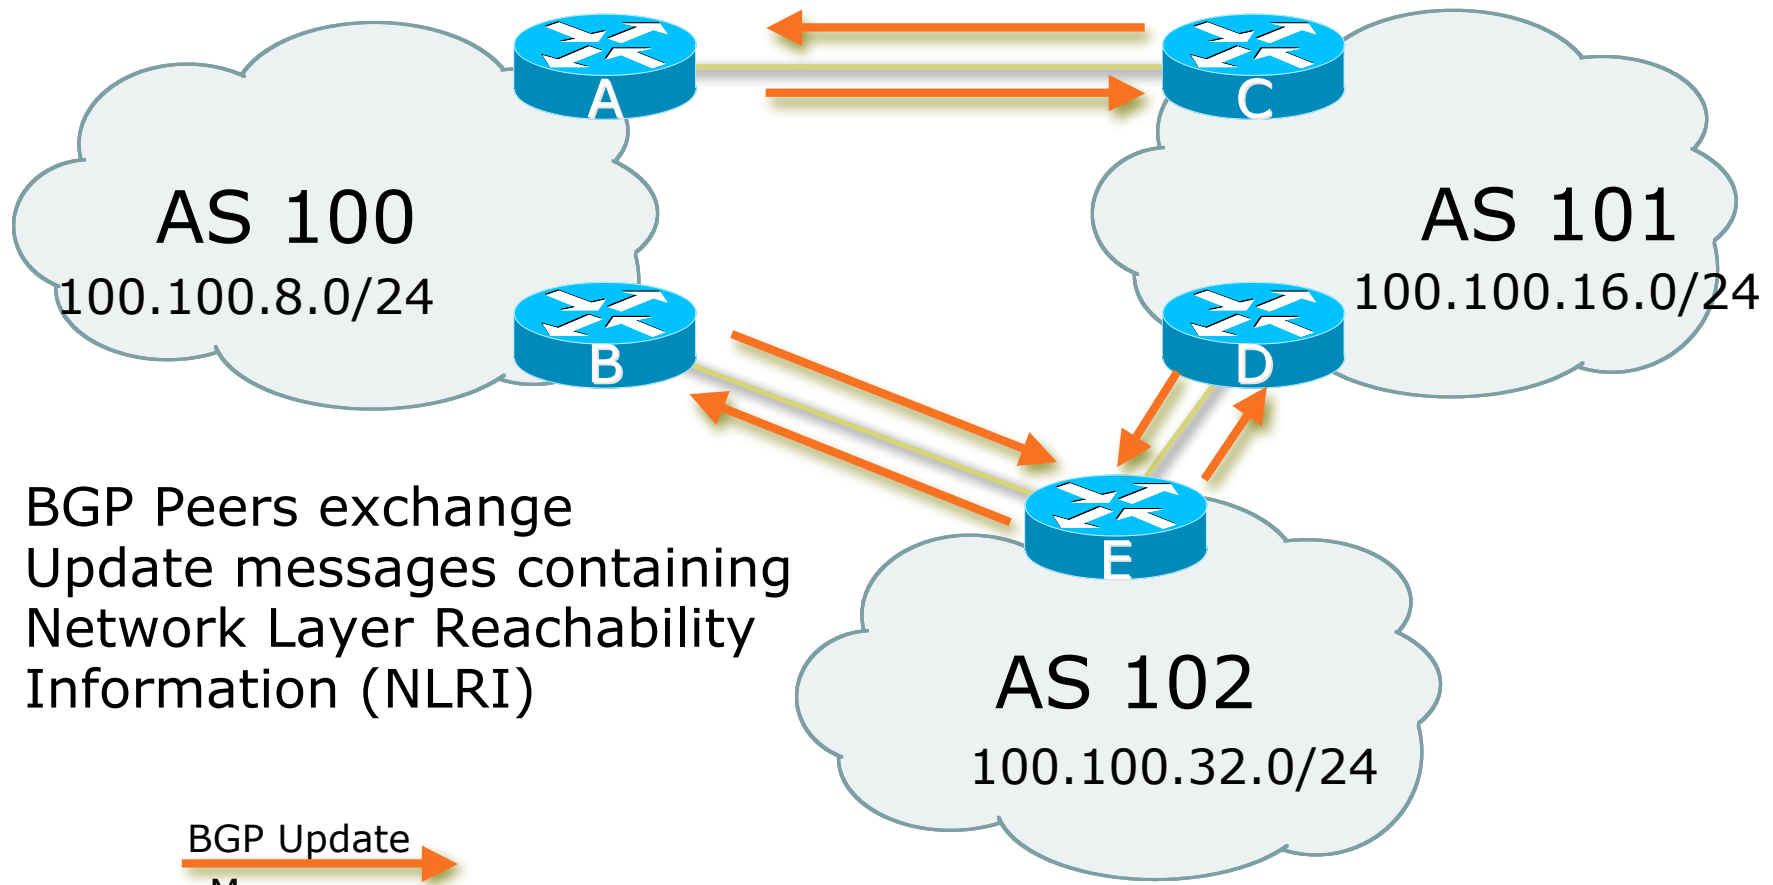 A
C
AS 100
100.100.8.0/24
AS 101
100.100.16.0/24
B
D
BGP Peers exchange
Update messages containing
Network Layer Reachability
Information (NLRI)
E
AS 102
100.100.32.0/24
BGP Update